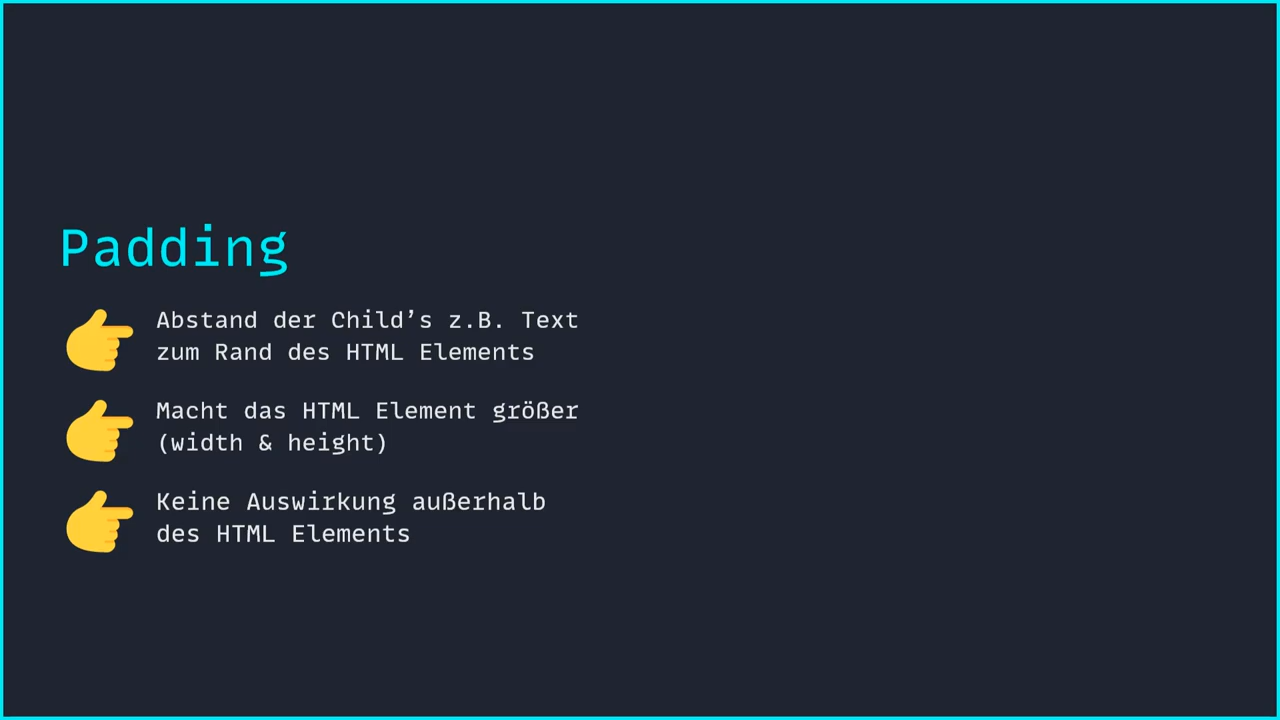 Padding
Abstand der Child’s z.B. Text
zum Rand des HTML Elements
Macht das HTML Element größer
(width & height)
Keine Auswirkung außerhalb
des HTML Elements